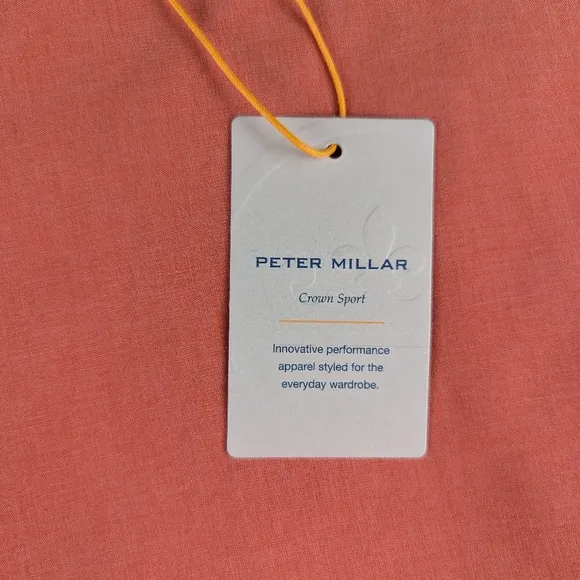 PETER MILLAR
Crown Sport
Innovative performance
apparel styled for the
everyday wardrobe.